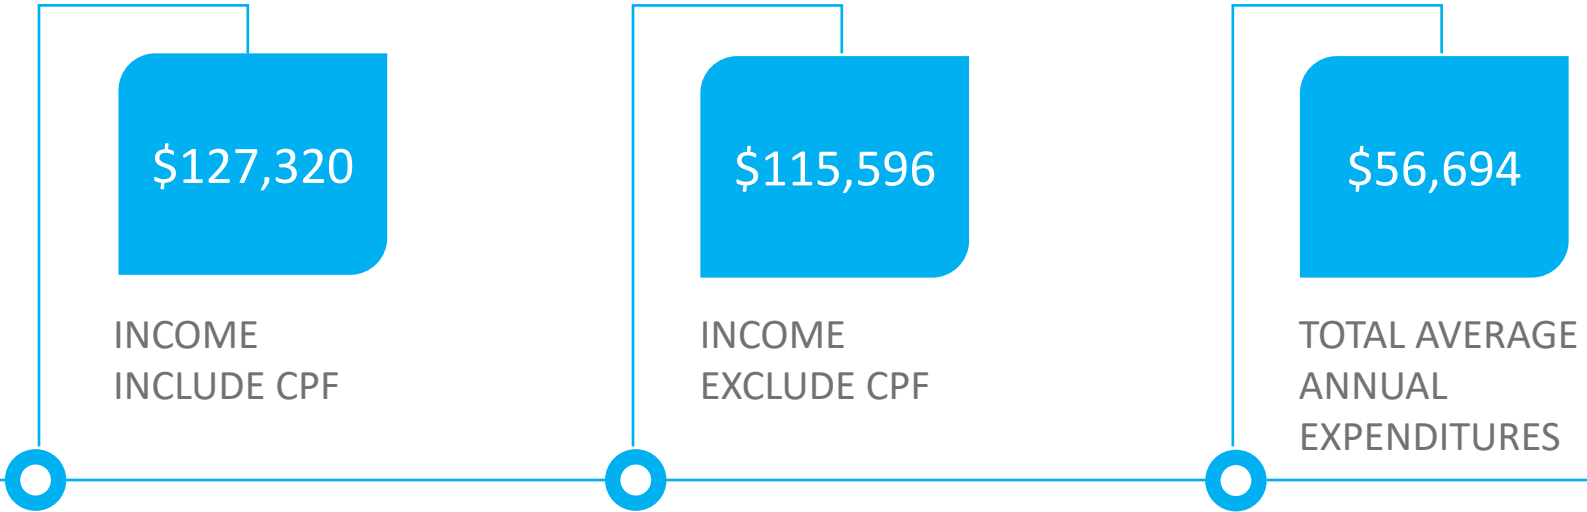 $127,320
INCOME
INCLUDE CPF
$115,596
INCOME
EXCLUDE CPF
$56,694
TOTAL AVERAGE
ANNUAL
EXPENDITURES